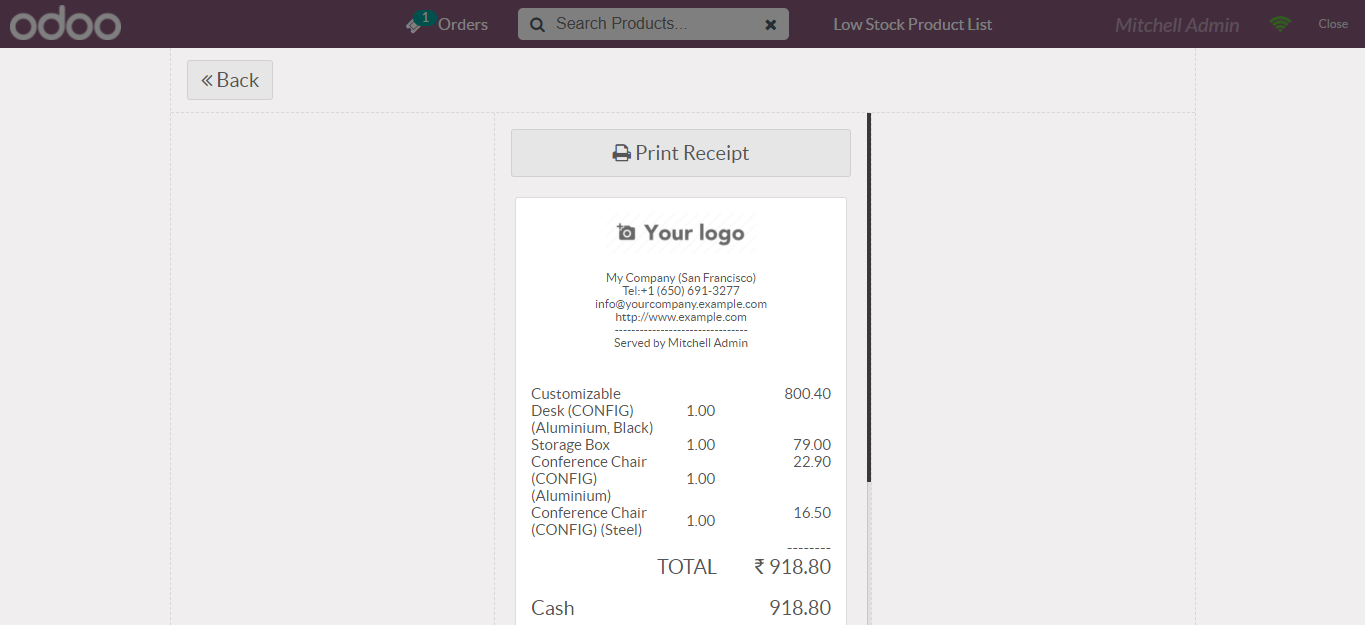 odoo
1 Orders
Search Products...
Low Stock Product List
Mitchell Admin
Close
Back
Print Receipt
Your logo
My Company (San Francisco)
Tel:+1 (650) 691-3277
info@yourcompany.example.com
http://www.example.com
--------------------------------
Served by Mitchell Admin
Customizable 800.40
Desk (CONFIG) 1.00
(Aluminium, Black)
Storage Box 1.00 79.00
Conference Chair 22.90
(CONFIG) 1.00
(Aluminium)
Conference Chair 16.50
1.00
(CONFIG) (Steel)
--------
TOTAL ₹ 918.80
Cash 918.80